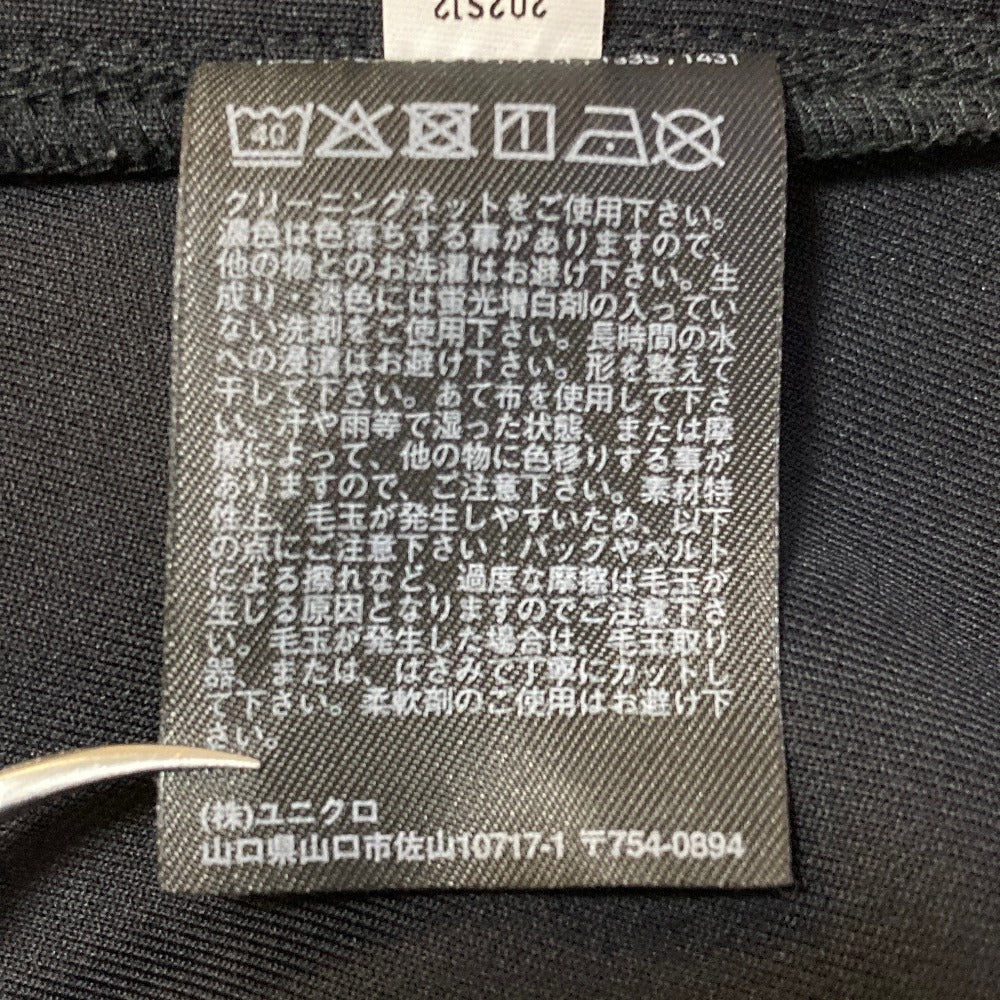 202S12
335,1431
40
クリーニングネットをご使用下さい。
濃色は色落ちする事がありますので、
他の物とのお洗濯はお避け下さい。生
成り・淡色には蛍光増白剤の入ってい
ない洗剤をご使用下さい。長時間の水
への浸漬はお避け下さい。形を整えて
干して下さい。あて布を使用して下さ
い。汗や雨等で湿った状態、または摩
擦によって、他の物に色移りする事が
ありますので、ご注意下さい。素材特
性上、毛玉が発生しやすいため、以下
の点にご注意下さい:バッグやベルト
による擦れなど、過度な摩擦は毛玉が
生じる原因となりますのでご注意下さ
い。毛玉が発生した場合は、毛玉取り
器、または、はさみで丁寧にカットし
て下さい。柔軟剤のご使用はお避け下
さい。
(株)ユニクロ
山口県山口市佐山10717-1 〒754-0894